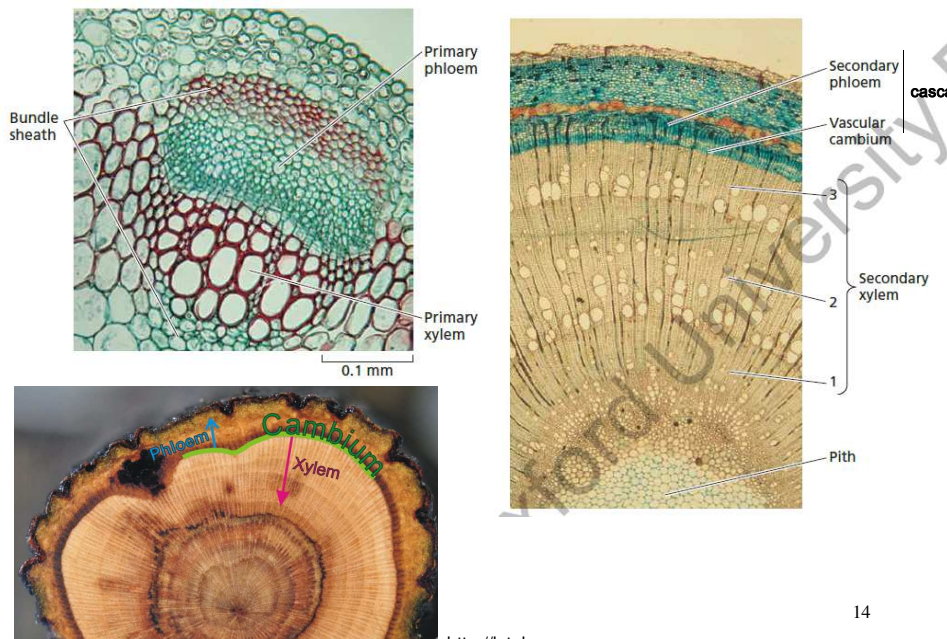 Primary
phloem
Bundle
sheath
Primary
xylem
0.1 mm
Secondary
phloem
Vascular
cambium
3
Secondary
xylem
2
1
Pith
Phloem
Cambium
Xylem
14